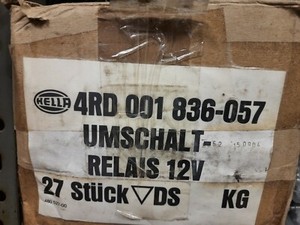 HELLA 4RD 001 836-057
UMSCHALT-
RELAIS 12V
27 Stück ▽DS KG